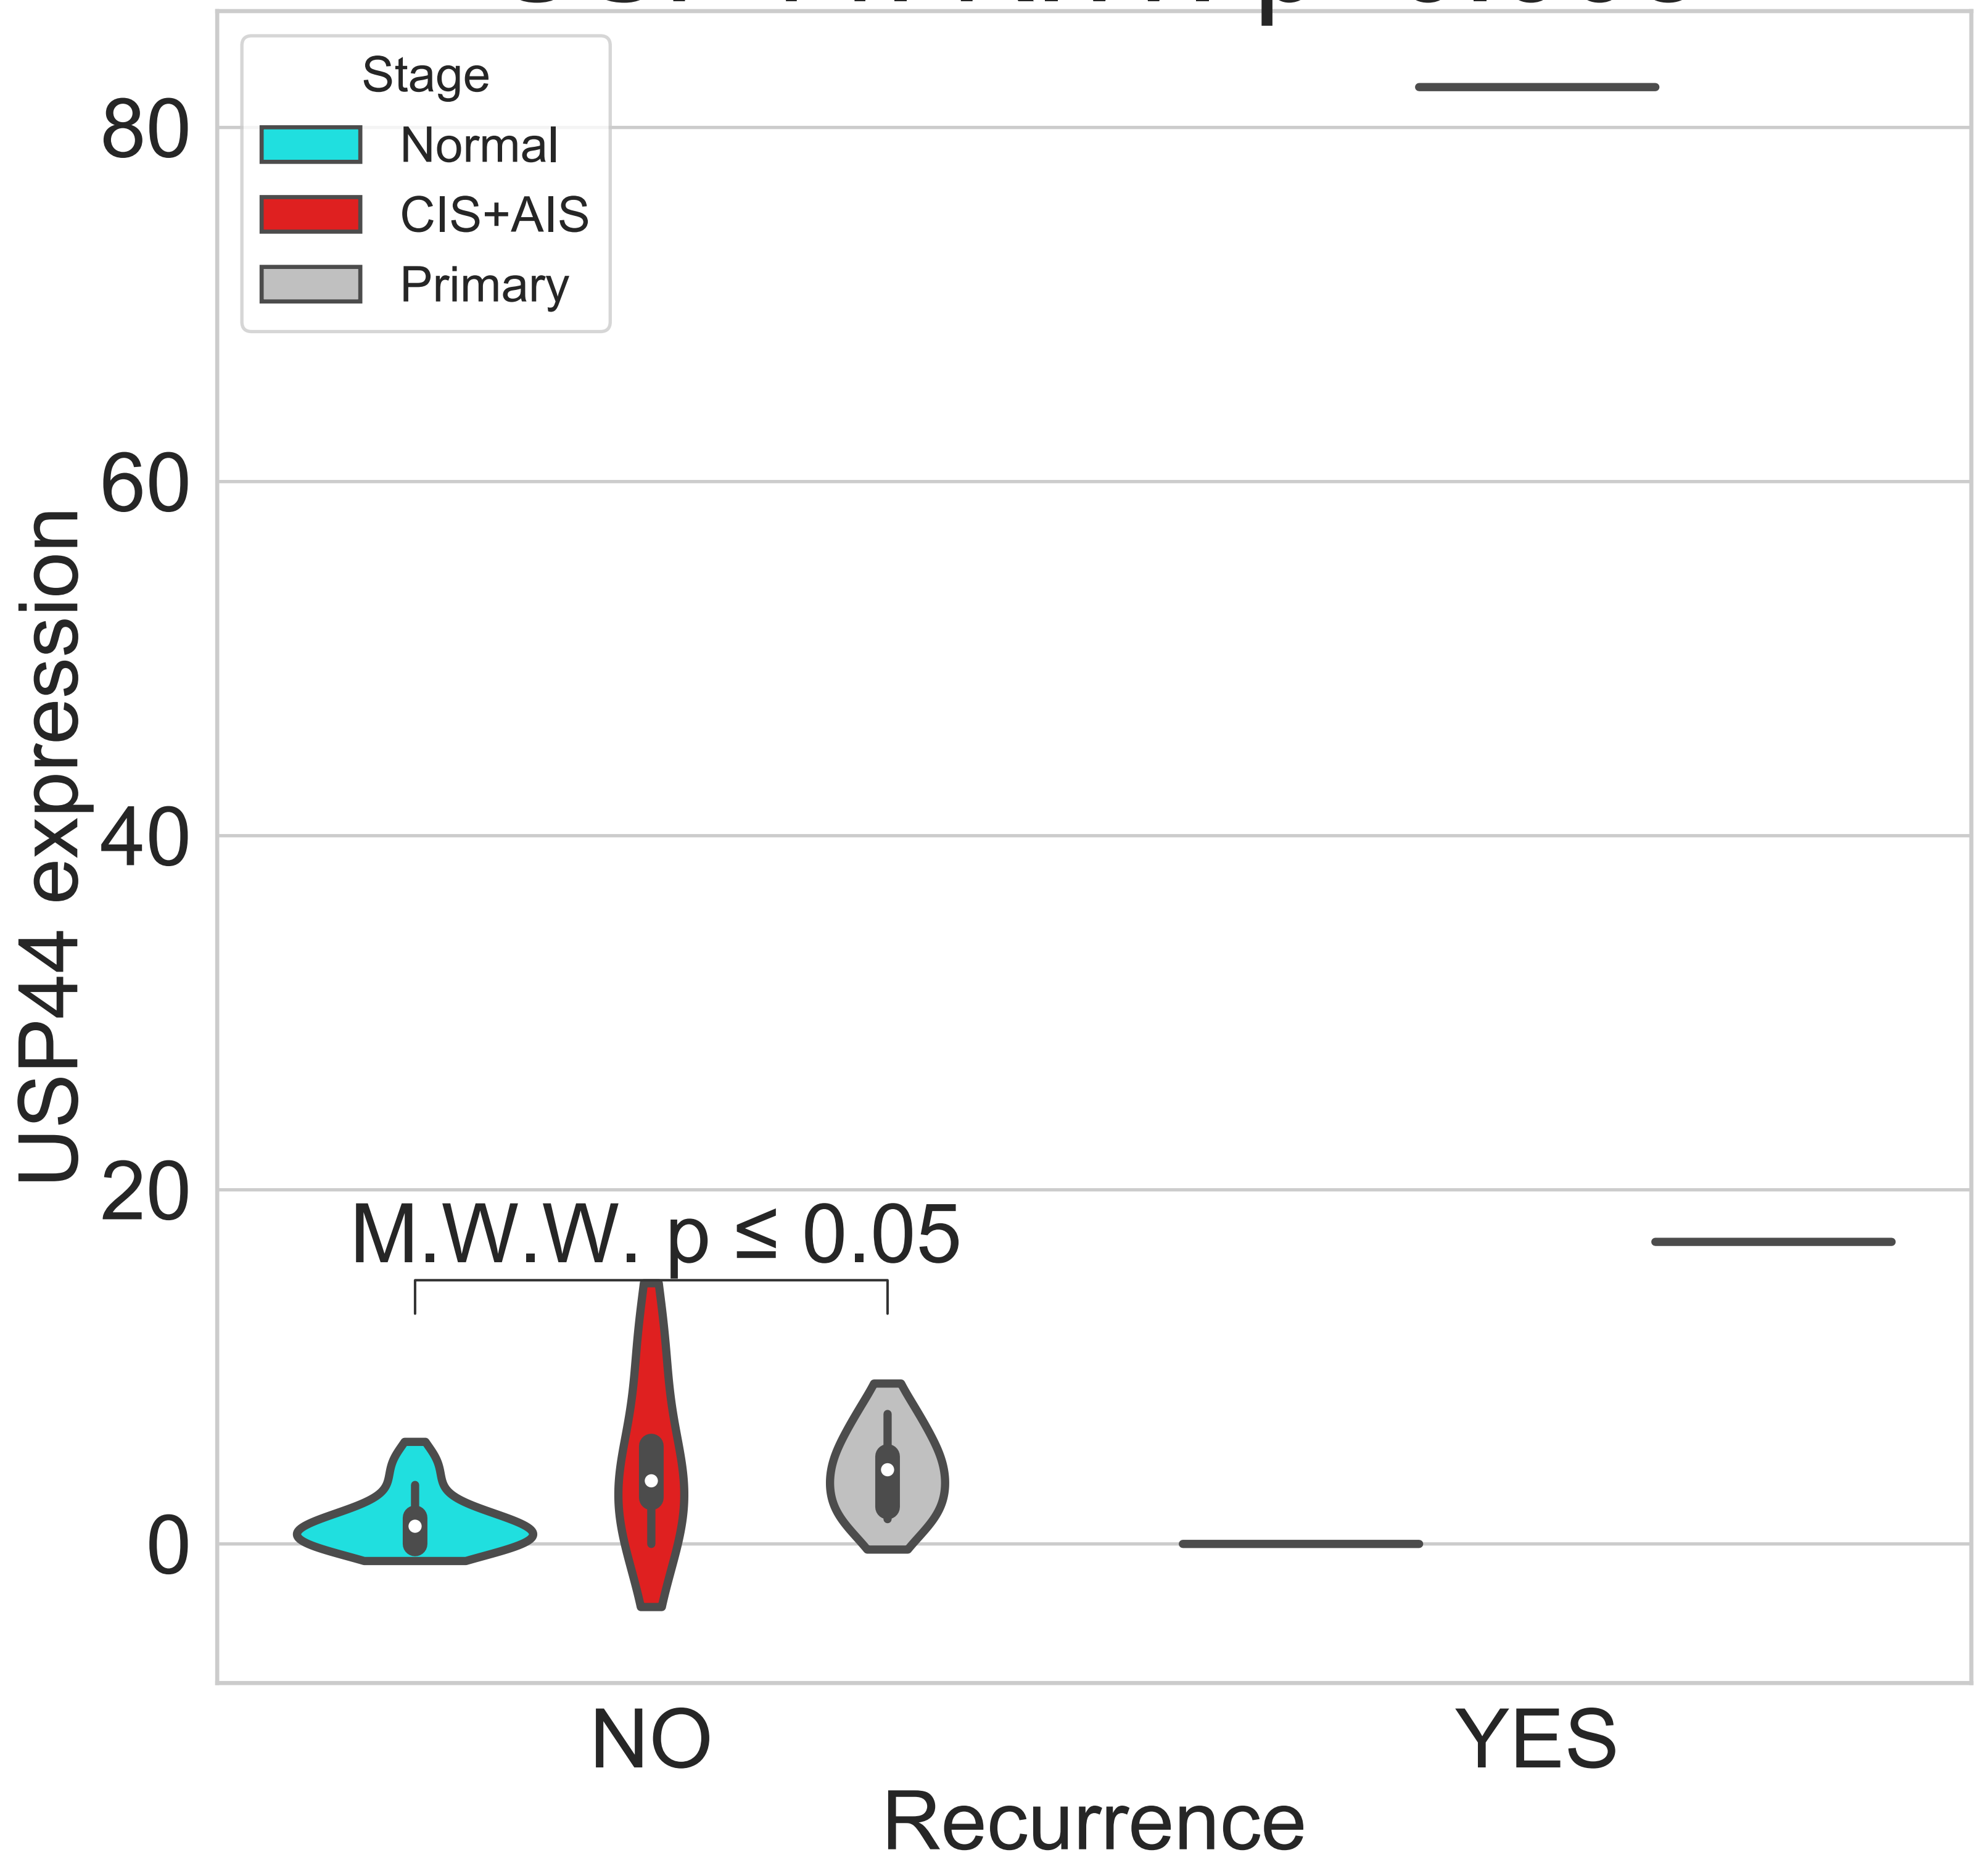 Stage
Normal
CIS+AIS
Primary
80
60
40
20
0
USP44 expression
M.W.W. p ≤ 0.05
NO
YES
Recurrence